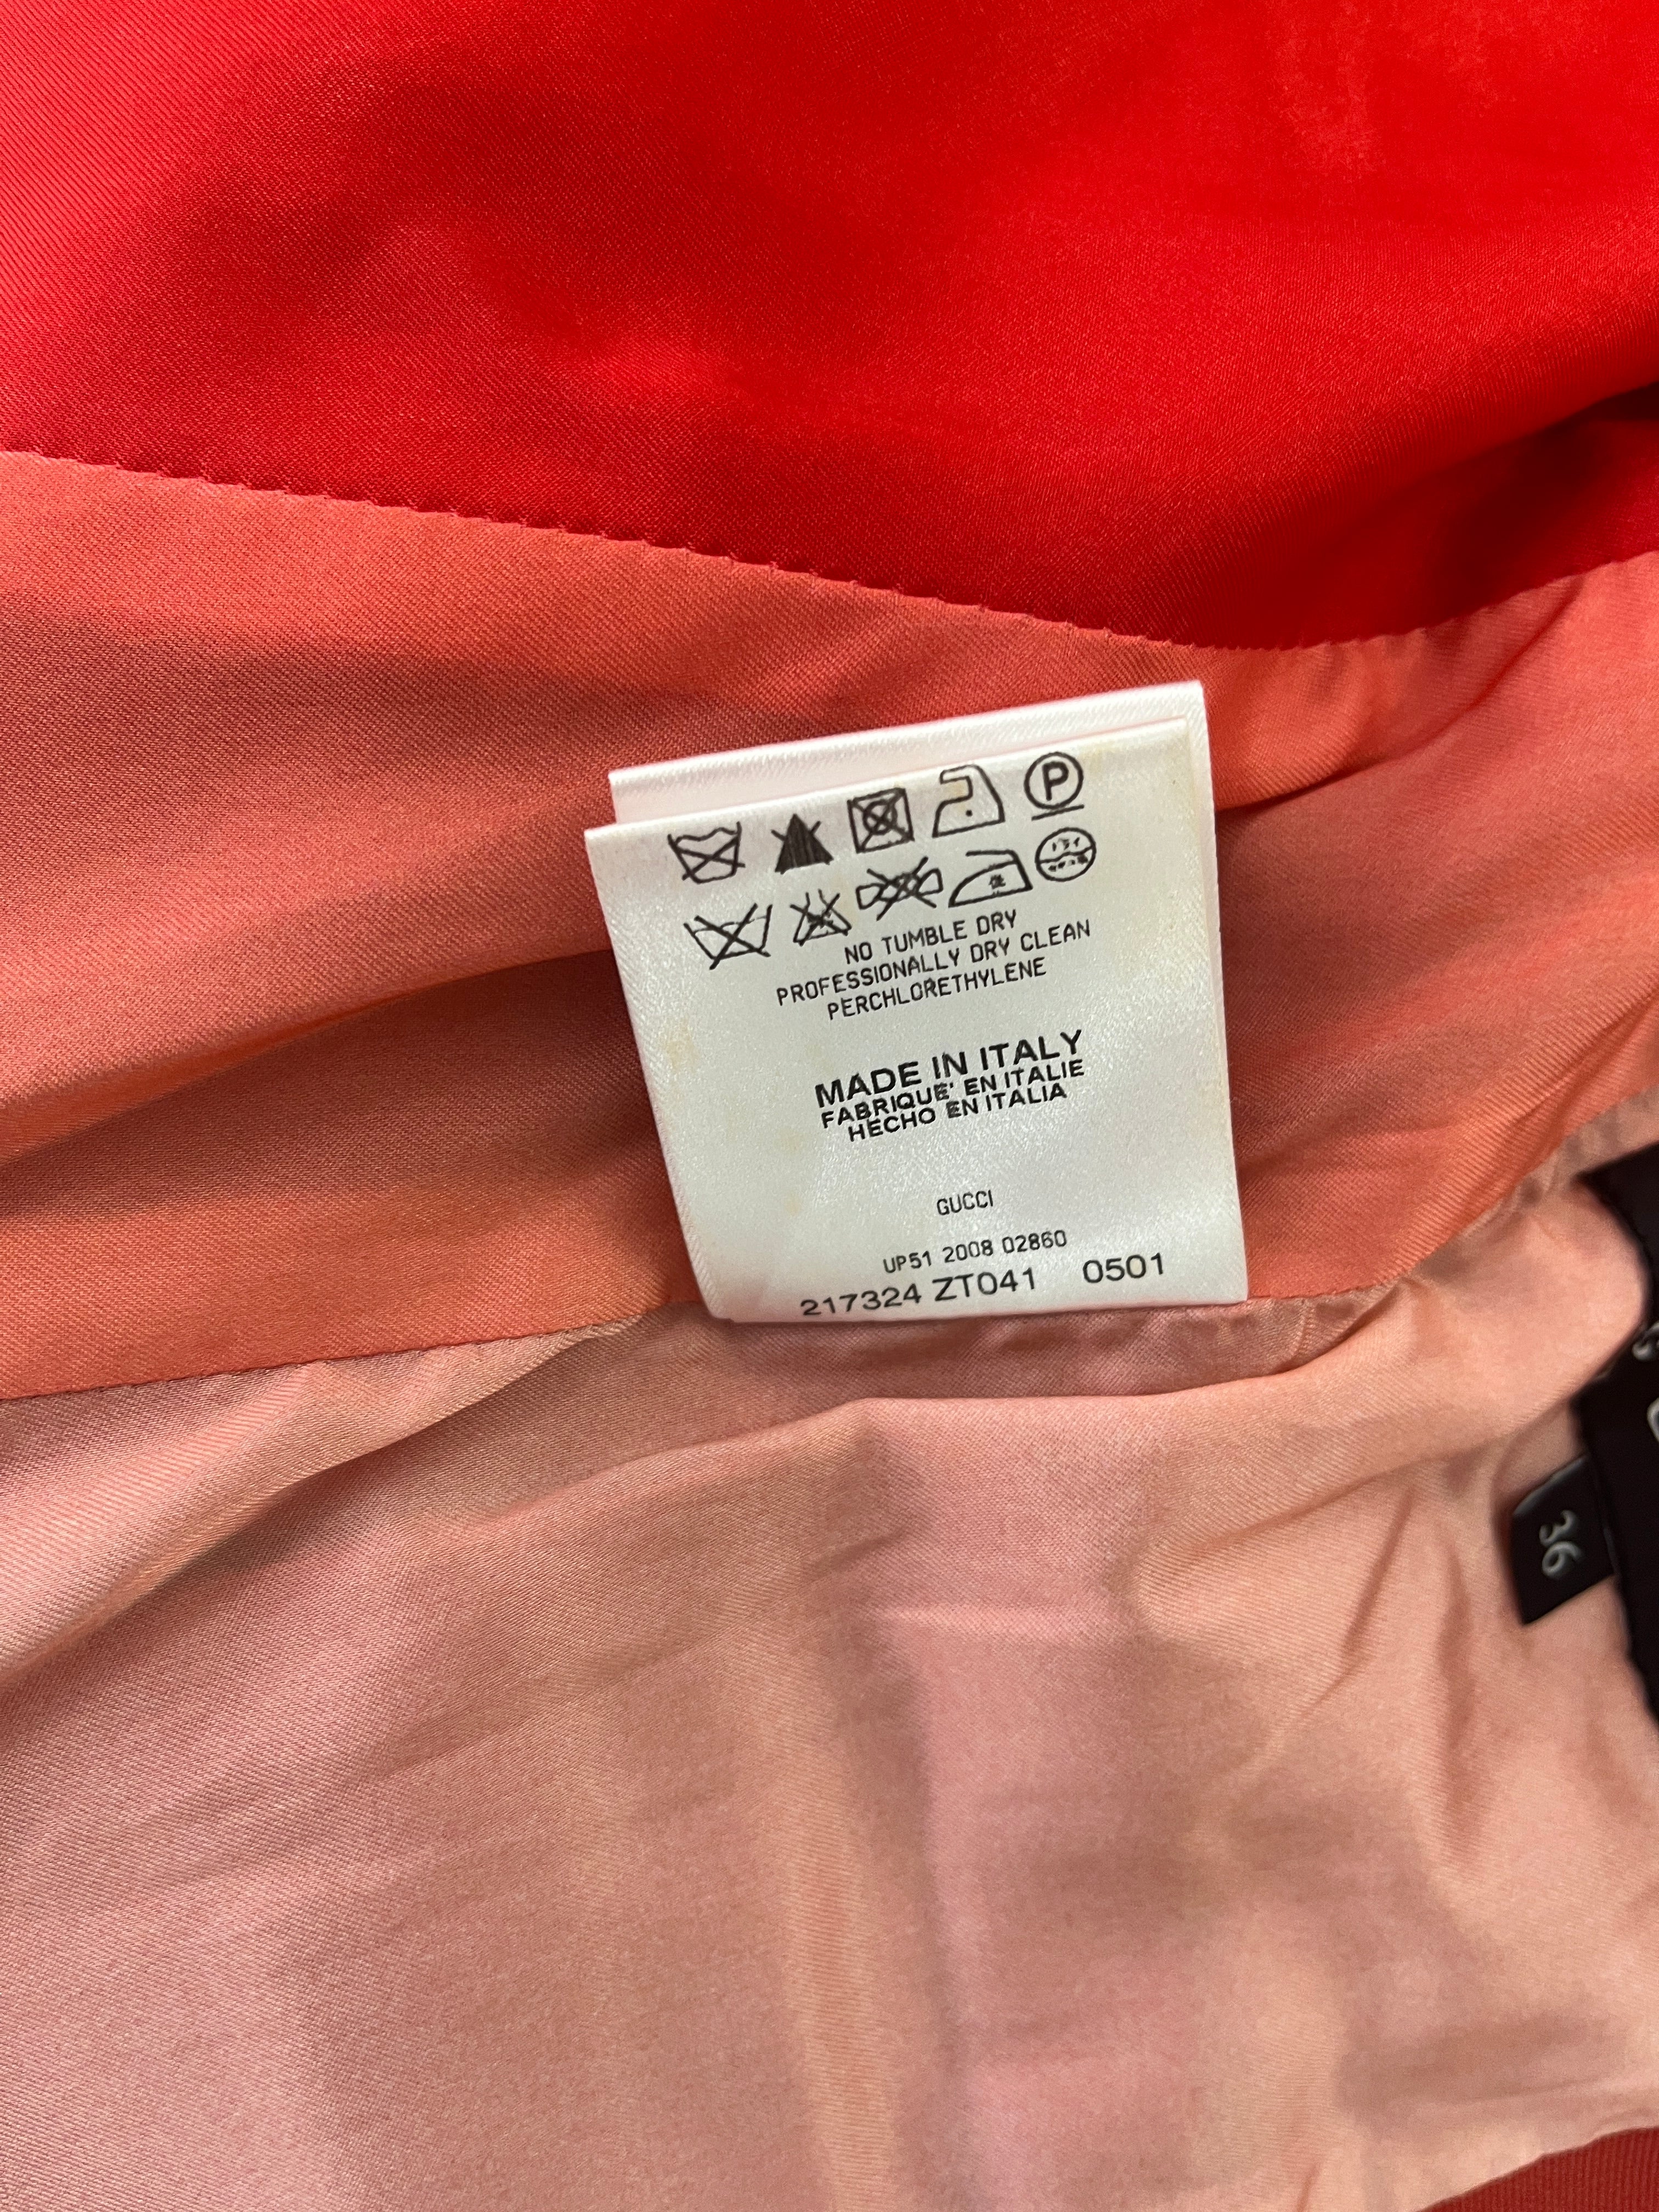 P
NO TUMBLE DRY
PROFESSIONALLY DRY CLEAN
PERCHLORETHYLENE
MADE IN ITALY
FABRIQUE' EN ITALIE
HECHO EN ITALIA
GUCCI
UP51 2008 02860
217324 ZT041 0501
36